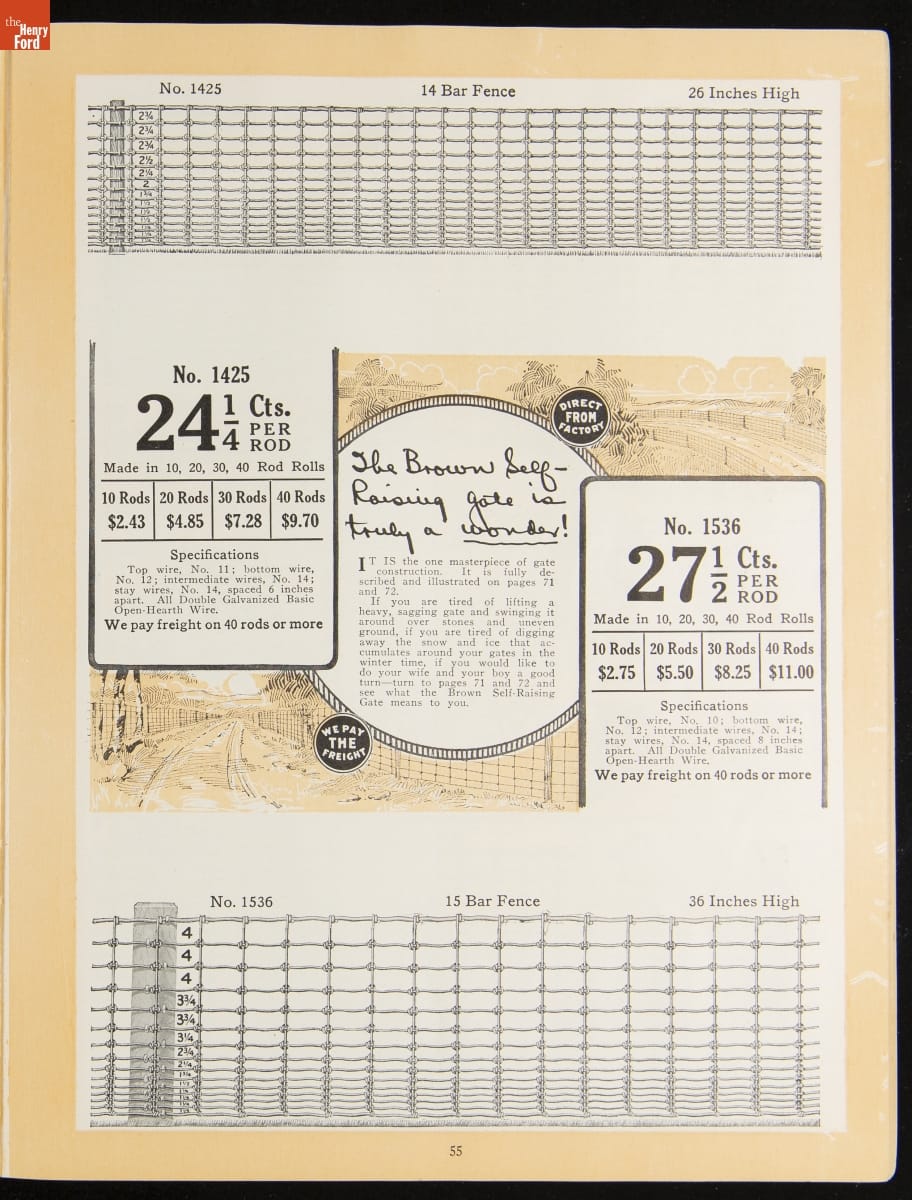 the
Henry
Ford
No. 1425 14 Bar Fence 26 Inches High
2¾
2¾
2¾
2½
2¼
2
No. 1425
24¼ Cts. PER ROD
Made in 10, 20, 30, 40 Rod Rolls
10 Rods 20 Rods 30 Rods 40 Rods
$2.43 $4.85 $7.28 $9.70
Specifications
Top wire, No. 11; bottom wire,
No. 12; intermediate wires, No. 14;
stay wires, No. 14, spaced 6 inches
apart. All Double Galvanized Basic
Open-Hearth Wire.
We pay freight on 40 rods or more
DIRECT
FROM
FACTORY
The Brown Self-
Raising gate is
truly a wonder!
IT IS the one masterpiece of gate
construction. It is fully de-
scribed and illustrated on pages 71
and 72.
If you are tired of lifting a
heavy, sagging gate and swinging it
around over stones and uneven
ground, if you are tired of digging
away the snow and ice that ac-
cumulates around your gates in the
winter time, if you would like to
do your wife and your boy a good
turn—turn to pages 71 and 72 and
see what the Brown Self-Raising
Gate means to you.
WE PAY
THE
FREIGHT
No. 1536
27½ Cts. PER ROD
Made in 10, 20, 30, 40 Rod Rolls
10 Rods 20 Rods 30 Rods 40 Rods
$2.75 $5.50 $8.25 $11.00
Specifications
Top wire, No. 10; bottom wire,
No. 12; intermediate wires, No. 14;
stay wires, No. 14, spaced 8 inches
apart. All Double Galvanized Basic
Open-Hearth Wire.
We pay freight on 40 rods or more
No. 1536 15 Bar Fence 36 Inches High
4
4
4
3¾
3¾
3¼
2¾
2¼
55